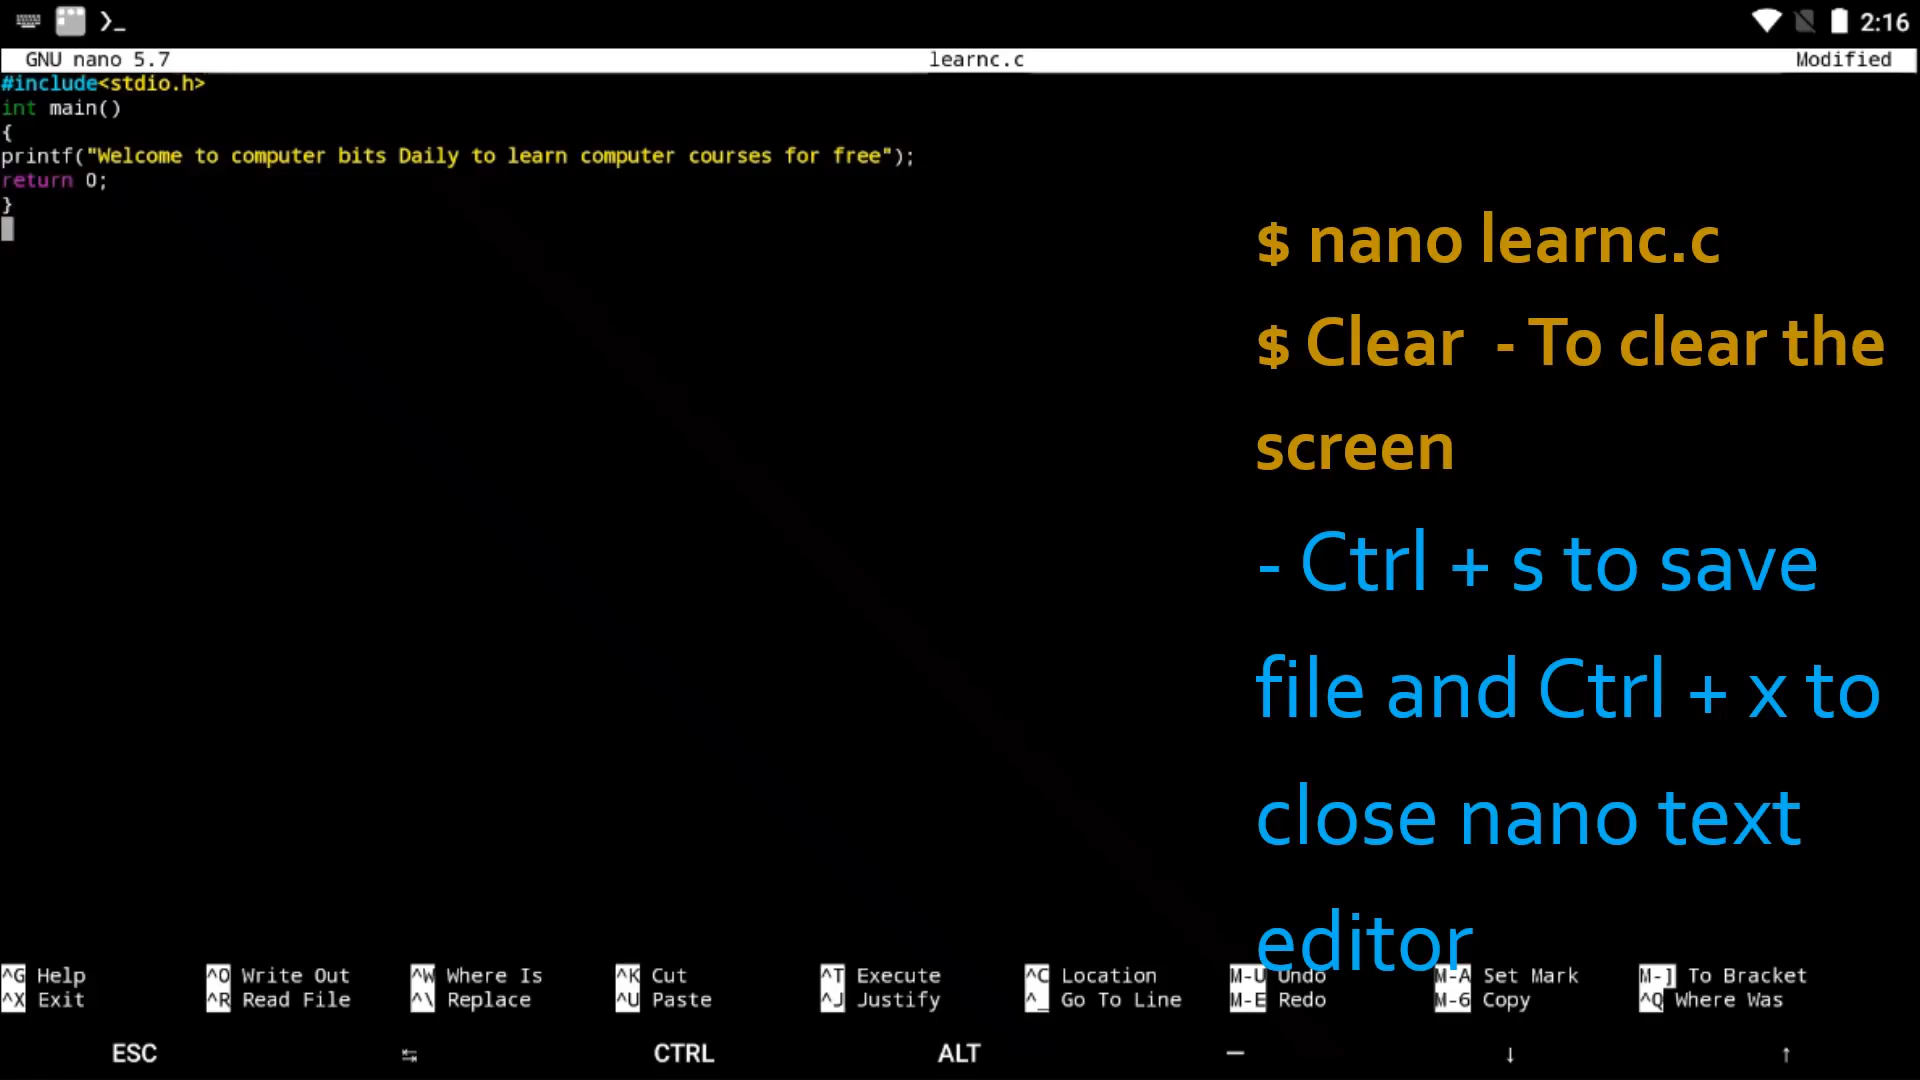 ❯_ 2:16
GNU nano 5.7 learnc.c Modified
#include<stdio.h>
int main()
{
printf("Welcome to computer bits Daily to learn computer courses for free");
return 0;
}
$ nano learnc.c
$ Clear - To clear the
screen
- Ctrl + s to save
file and Ctrl + x to
close nano text
editor
^G Help ^O Write Out ^W Where Is ^K Cut ^T Execute ^C Location M-U Undo M-A Set Mark M-] To Bracket
^X Exit ^R Read File ^\ Replace ^U Paste ^J Justify ^_ Go To Line M-E Redo M-6 Copy ^Q Where Was
ESC ↹ CTRL ALT — ↓ ↑